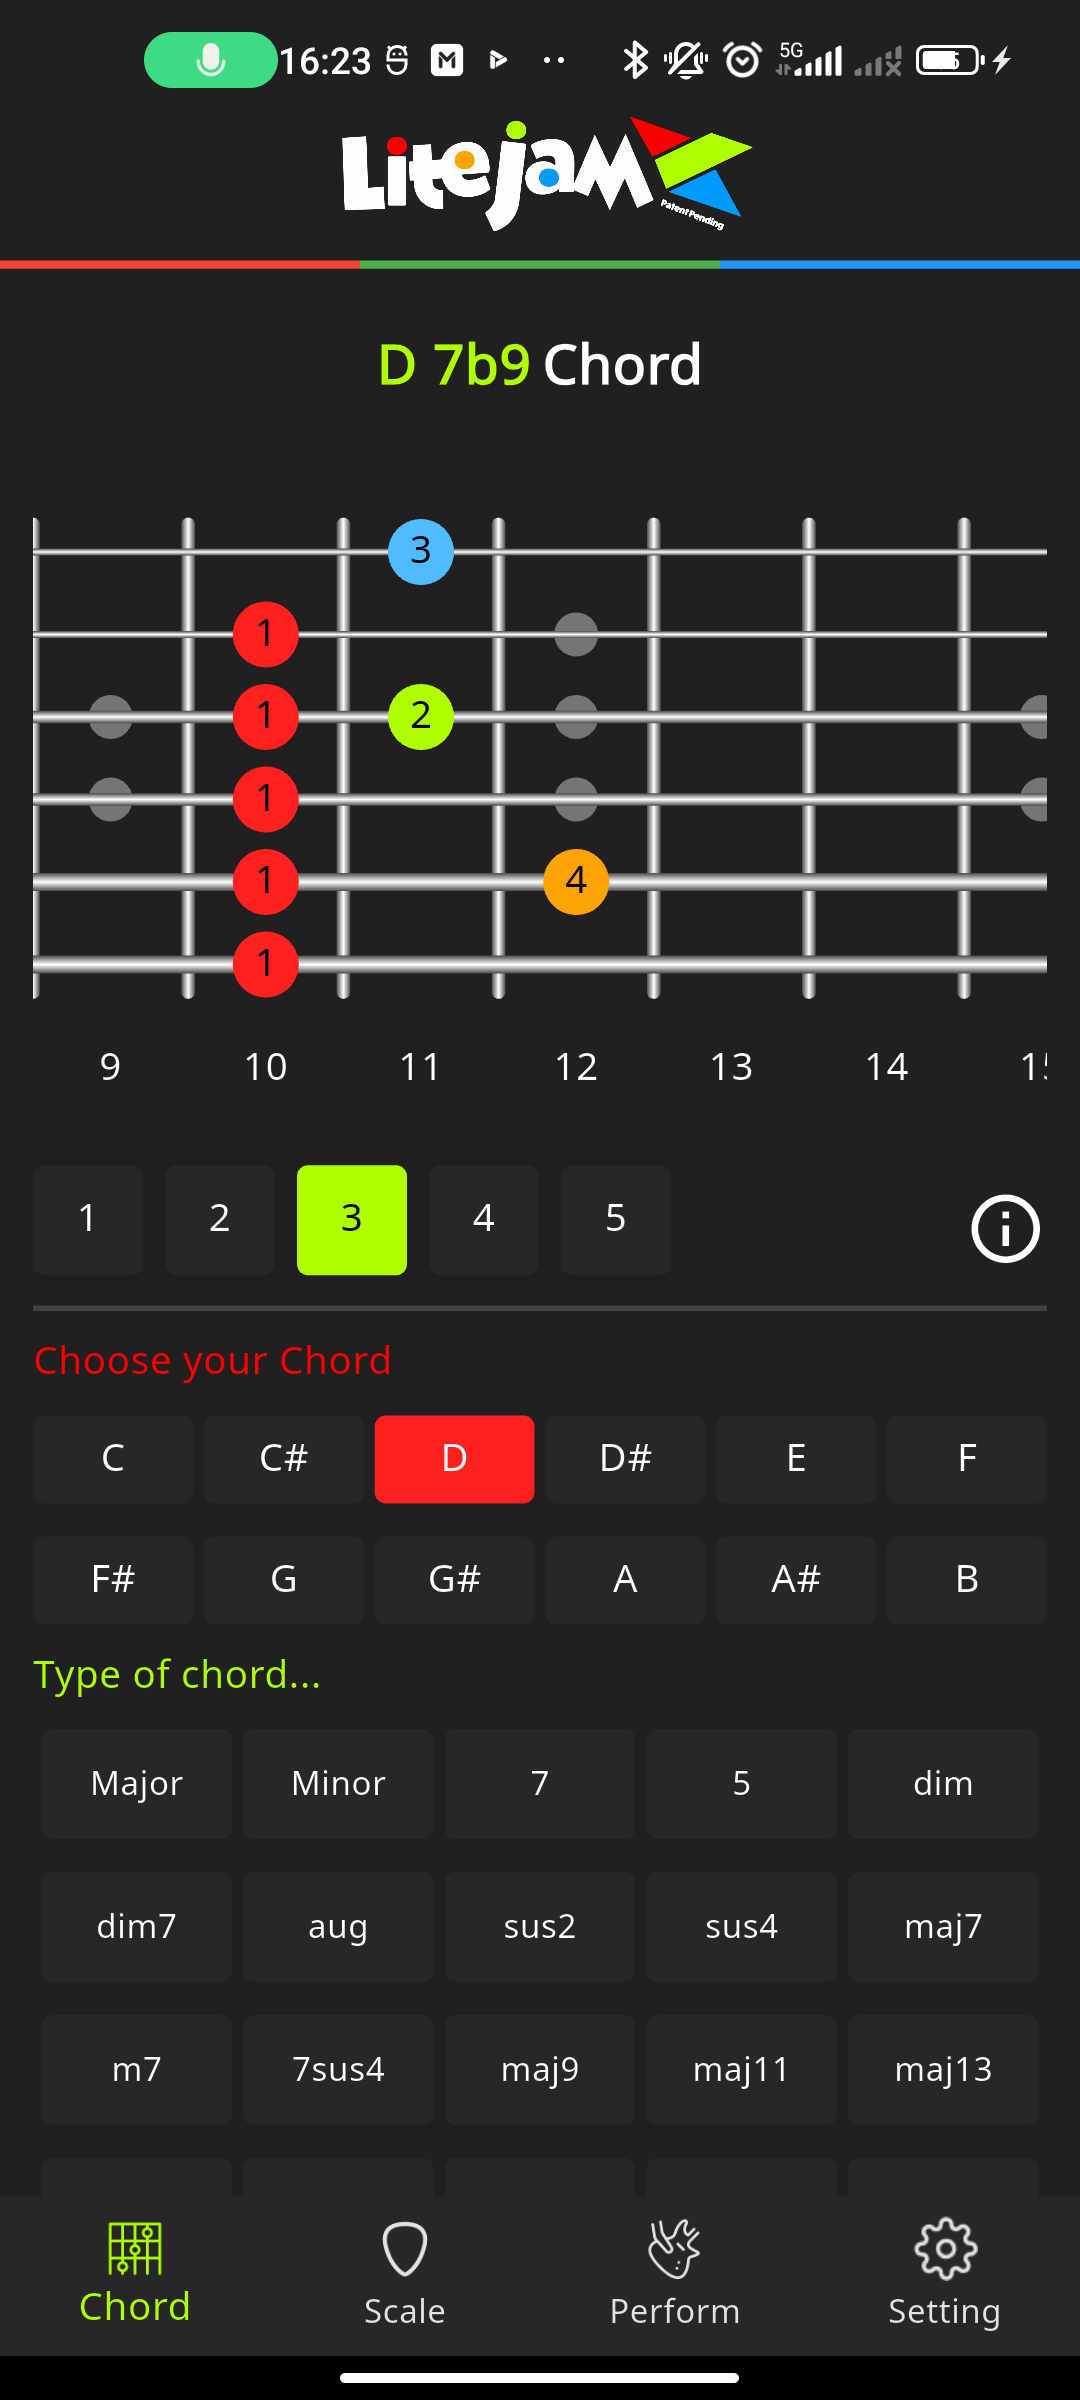 16:23 5G
LiteJam
Patent Pending
D 7b9 Chord
3
1
1 2
1
1 4
1
9 10 11 12 13 14 15
1 2 3 4 5
Choose your Chord
C C# D D# E F
F# G G# A A# B
Type of chord...
Major Minor 7 5 dim
dim7 aug sus2 sus4 maj7
m7 7sus4 maj9 maj11 maj13
Chord Scale Perform Setting